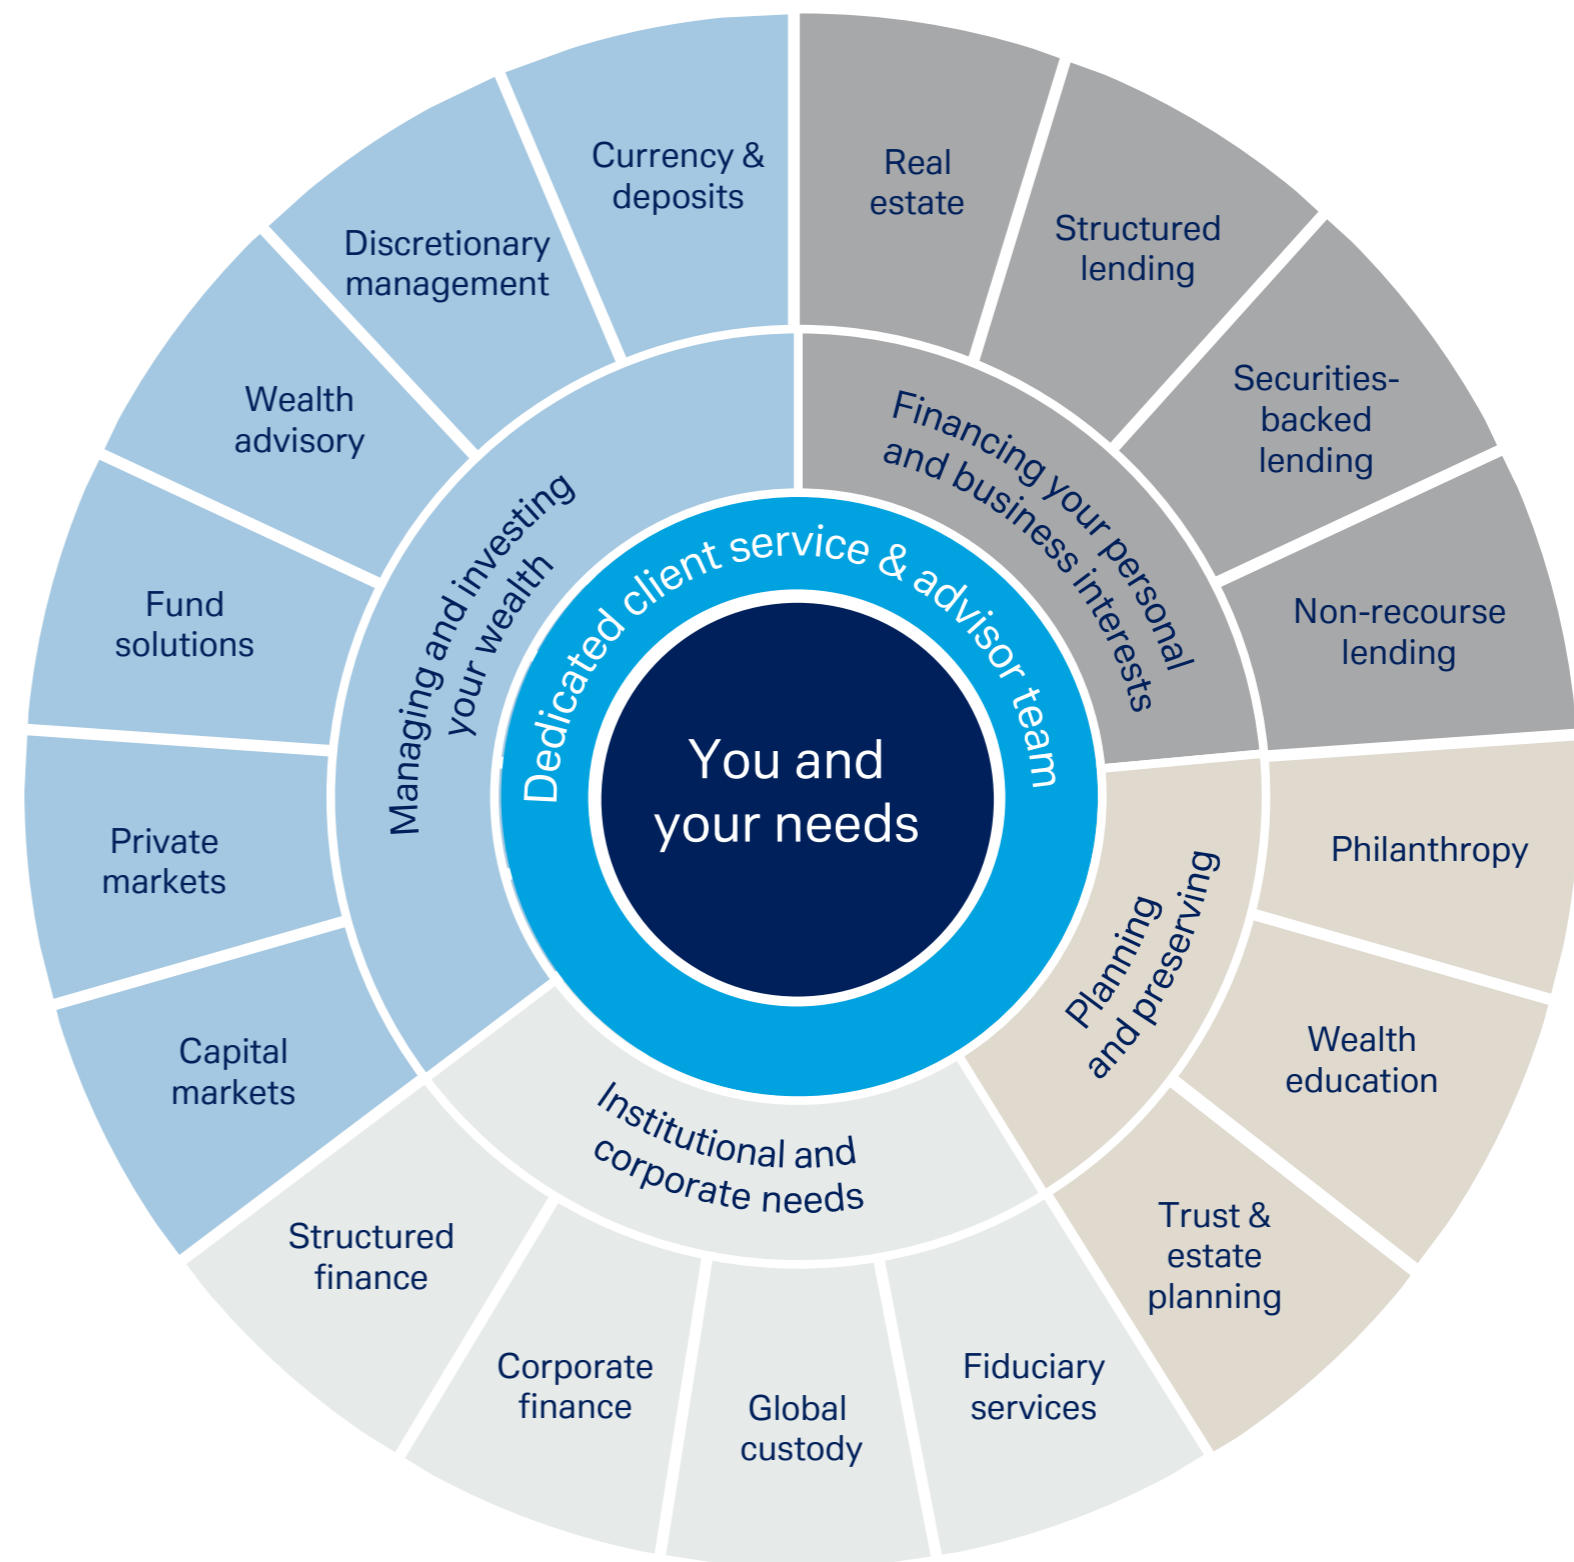 You and
your needs
Dedicated client service & advisor team
Financing your personal
and business interests
Real
estate
Structured
lending
Securities-
backed
lending
Non-recourse
lending
Planning
and preserving
Philanthropy
Wealth
education
Trust &
estate
planning
Institutional and
corporate needs
Fiduciary
services
Global
custody
Corporate
finance
Structured
finance
Managing and investing
your wealth
Capital
markets
Private
markets
Fund
solutions
Wealth
advisory
Discretionary
management
Currency &
deposits